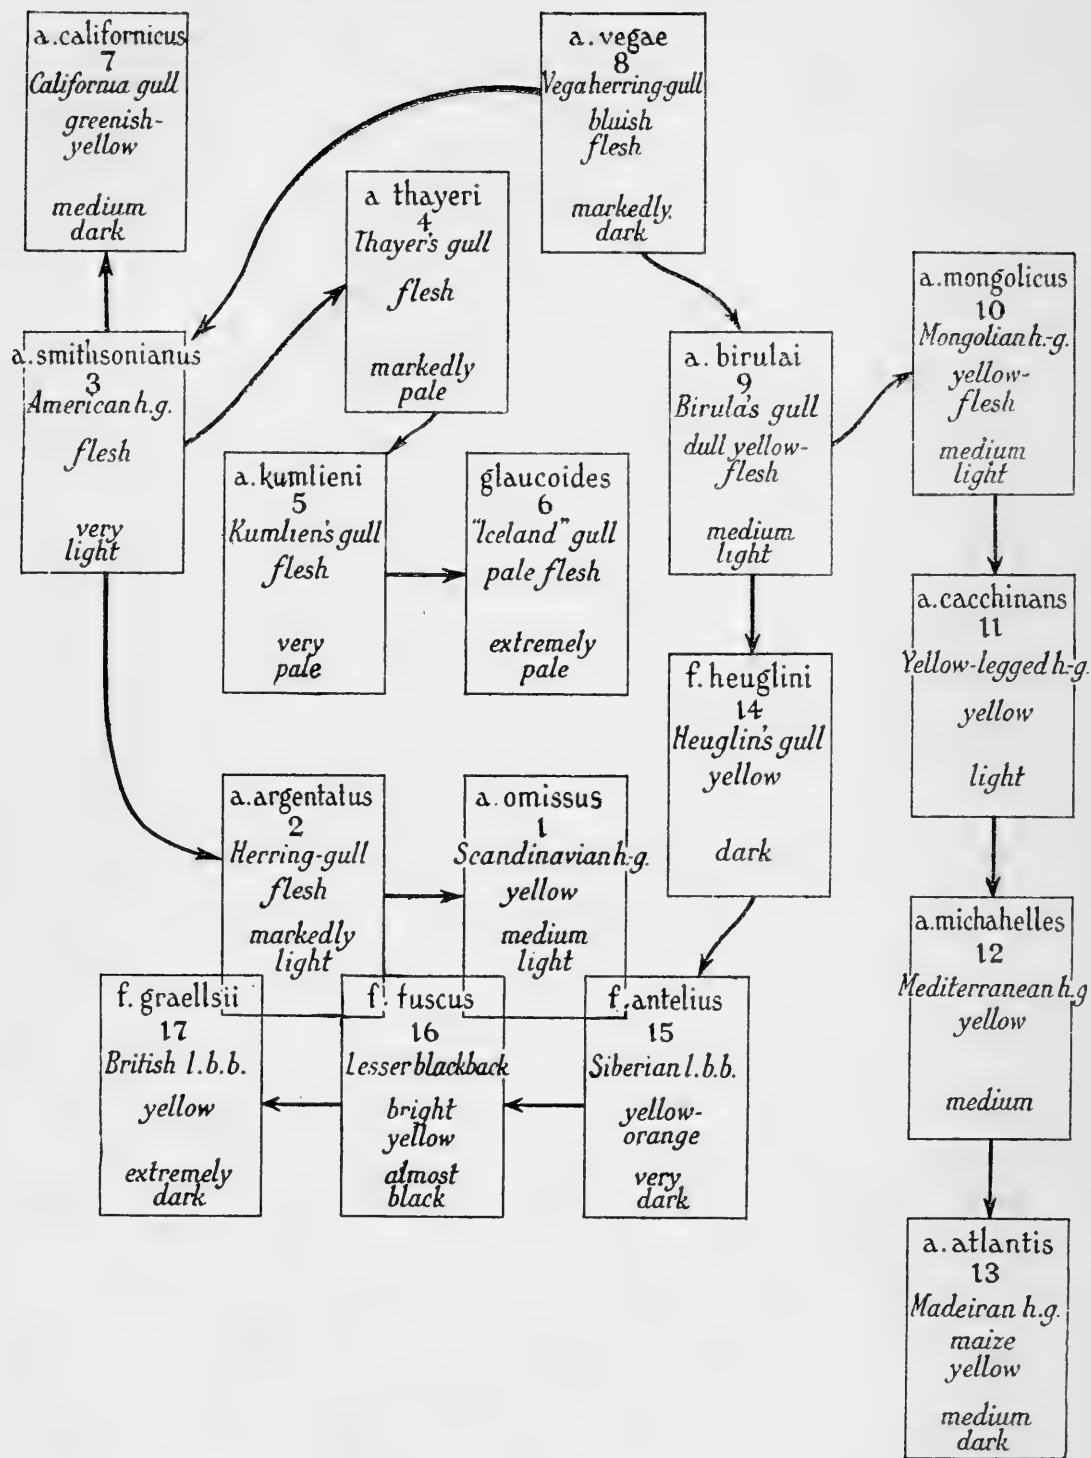 a.californicus
7
California gull
greenish-
yellow
medium
dark
a.vegae
8
Vega herring-gull
bluish
flesh
markedly.
dark
a thayeri
4
Thayer's gull
flesh
markedly
pale
a.mongolicus
10
Mongolian h.-g.
yellow-
flesh
medium
light
a.smithsonianus
3
American h.g.
flesh
very
light
a. birulai
9
Birula's gull
dull yellow-
flesh
medium
light
a.kumlieni
5
Kumlien's gull
flesh
very
pale
glaucoides
6
"Iceland" gull
pale flesh
extremely
pale
a.cacchinans
11
Yellow-legged h.-g.
yellow
light
f. heuglini
14
Heuglin's gull
yellow
dark
a.argentatus
2
Herring-gull
flesh
markedly
light
a. omissus
1
Scandinavian h.-g.
yellow
medium
light
a.michahelles
12
Mediterranean h.g
yellow
medium
f. graellsii
17
British l.b.b.
yellow
extremely
dark
f. fuscus
16
Lesser blackback
bright
yellow
almost
black
f. antelius
15
Siberian l.b.b.
yellow-
orange
very
dark
a. atlantis
13
Madeiran h.g.
maize
yellow
medium
dark